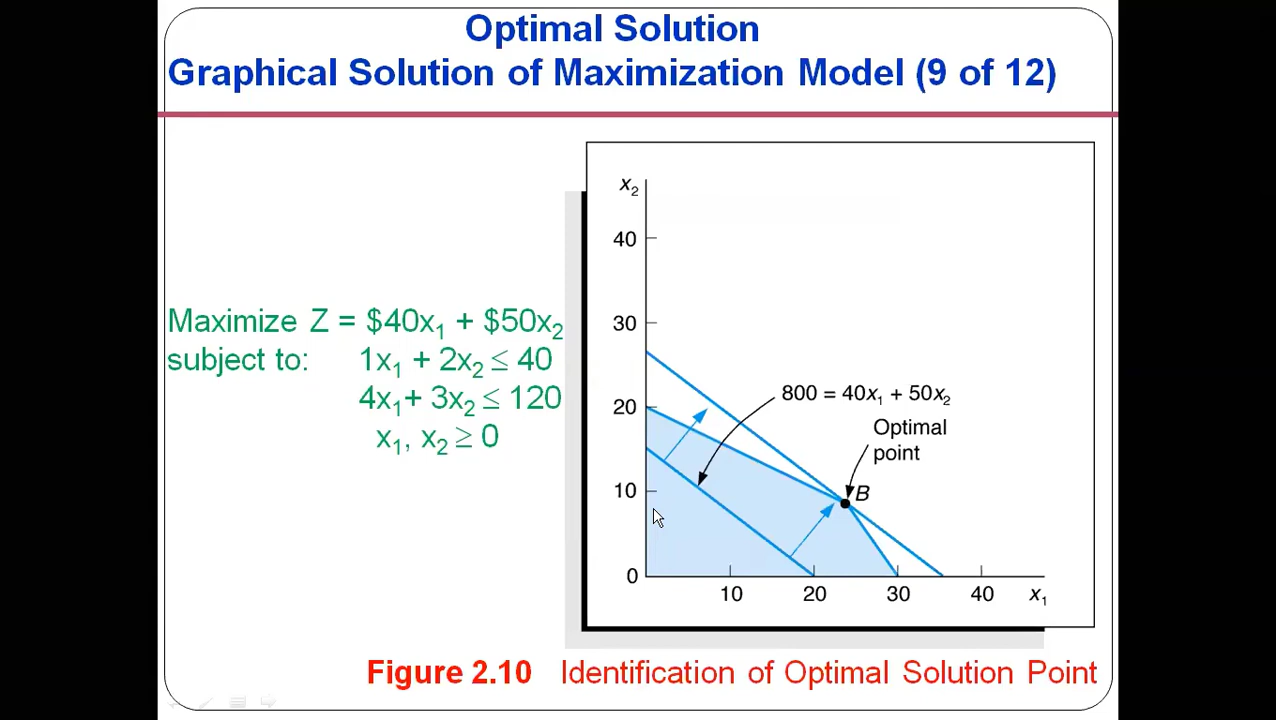 Optimal Solution
Graphical Solution of Maximization Model (9 of 12)
Maximize Z = $40x₁ + $50x₂
subject to: 1x₁ + 2x₂ ≤ 40
4x₁+ 3x₂ ≤ 120
x₁, x₂ ≥ 0
x₂
40
30
20
10
0
10
20
30
40
x₁
800 = 40x₁ + 50x₂
Optimal
point
B
Figure 2.10 Identification of Optimal Solution Point